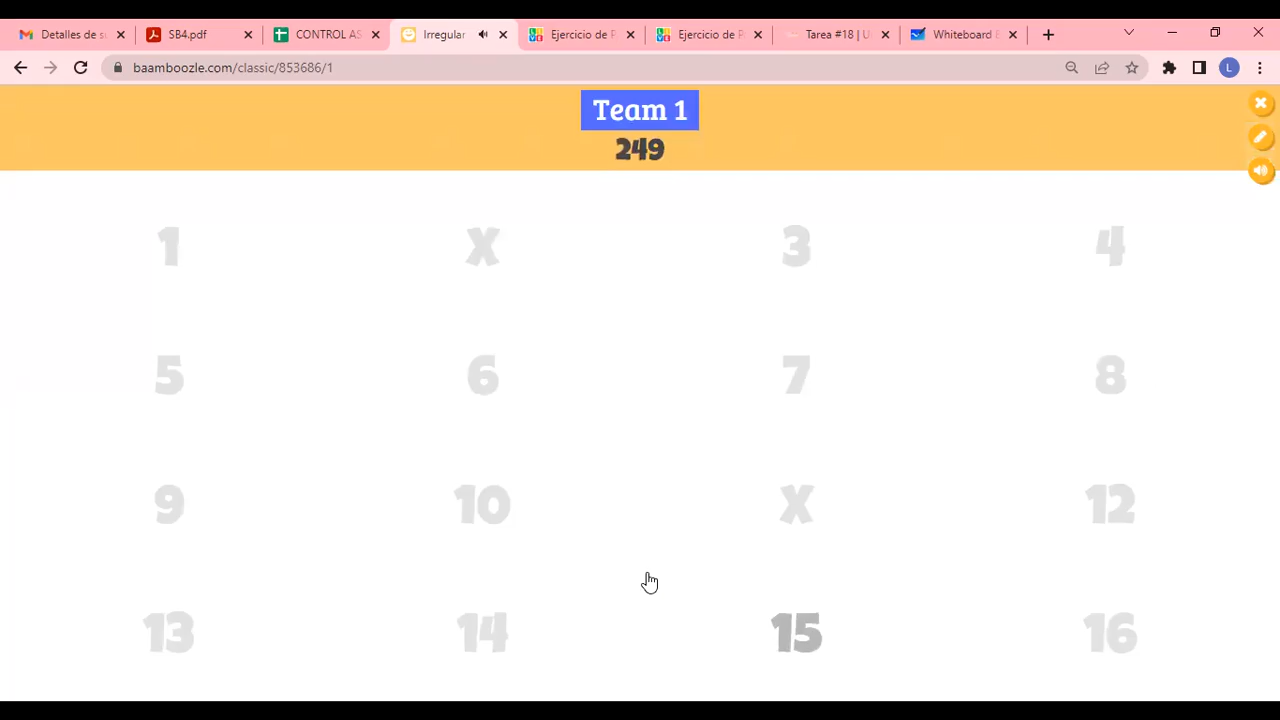 Detalles de su
SB4.pdf
CONTROL AS
Irregular
Ejercicio de P
Ejercicio de P
Tarea #18 | U
Whiteboard
baamboozle.com/classic/853686/1
L
Team 1
249
1 X 3 4
5 6 7 8
9 10 X 12
13 14 15 16